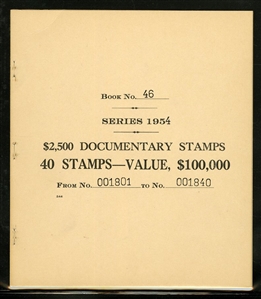 Book No. 46
SERIES 1954
$2,500 DOCUMENTARY STAMPS
40 STAMPS—VALUE, $100,000
From No. 001801 to No. 001840